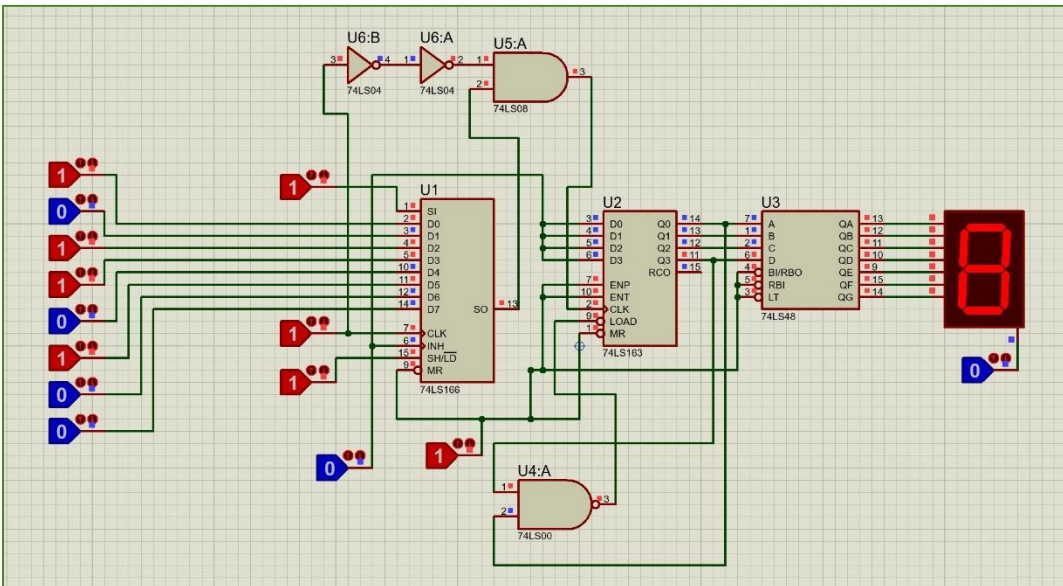 U6:B U6:A U5:A
3 4 1 2 1 3
2
74LS04 74LS04 74LS08
1
0
1
1
0
1
0
0
1
1
1
0
1
0
U1
1 SI
2 D0
3 D1
4 D2
5 D3
10 D4
11 D5
12 D6
14 D7
SO 13
7 CLK
6 INH
15 SH/LD
9 MR
74LS166
U2
3 D0 Q0 14
4 D1 Q1 13
5 D2 Q2 12
6 D3 Q3 11
RCO 15
7 ENP
10 ENT
2 CLK
9 LOAD
1 MR
74LS163
U3
7 A QA 13
1 B QB 12
2 C QC 11
6 D QD 10
4 BI/RBO QE 9
5 RBI QF 15
3 LT QG 14
74LS48
U4:A
1 3
2
74LS00